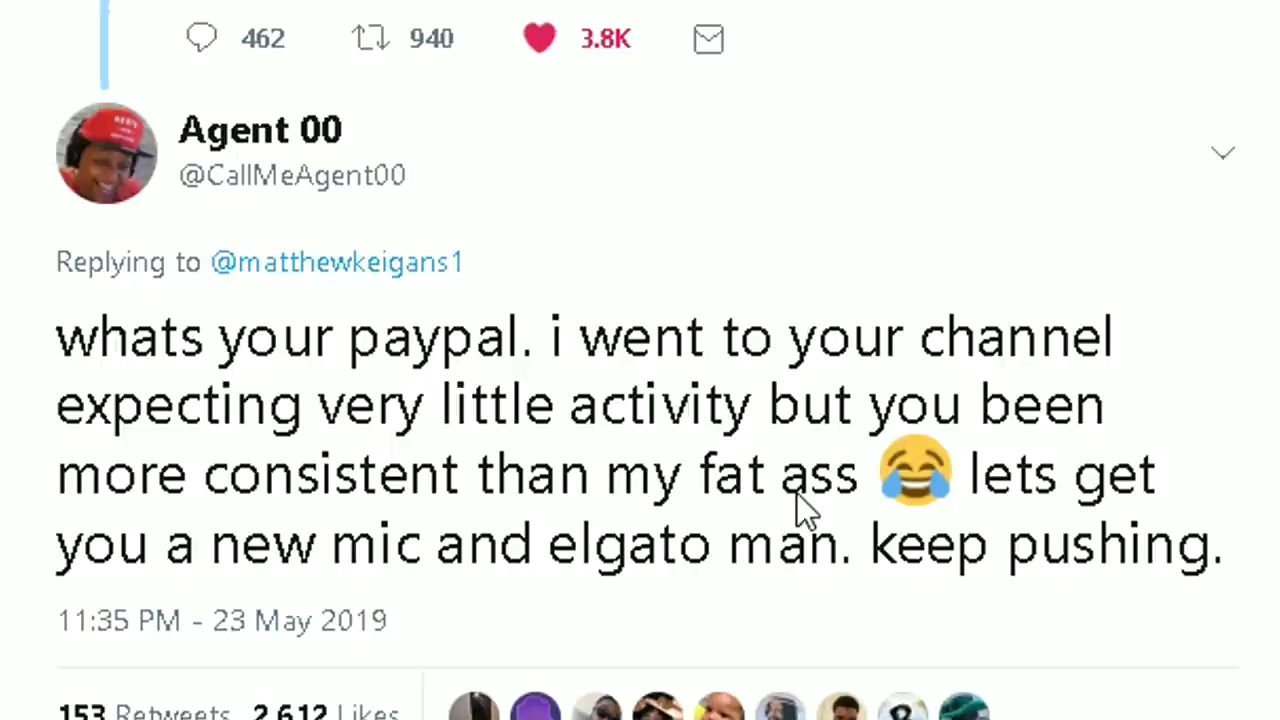 462 940 3.8K
Agent 00
@CallMeAgent00
Replying to @matthewkeigans1
whats your paypal. i went to your channel
expecting very little activity but you been
more consistent than my fat ass 😂 lets get
you a new mic and elgato man. keep pushing.
11:35 PM - 23 May 2019
153 Retweets 2,612 Likes